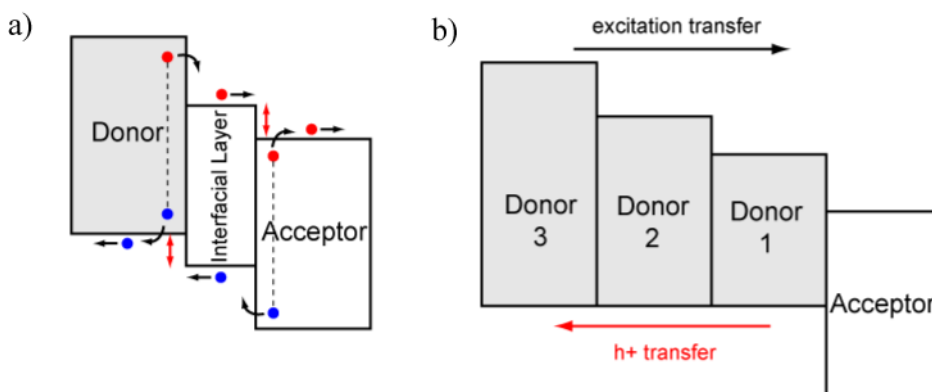 a)
Donor
Interfacial Layer
Acceptor
b)
excitation transfer
Donor
3
Donor
2
Donor
1
Acceptor
h+ transfer